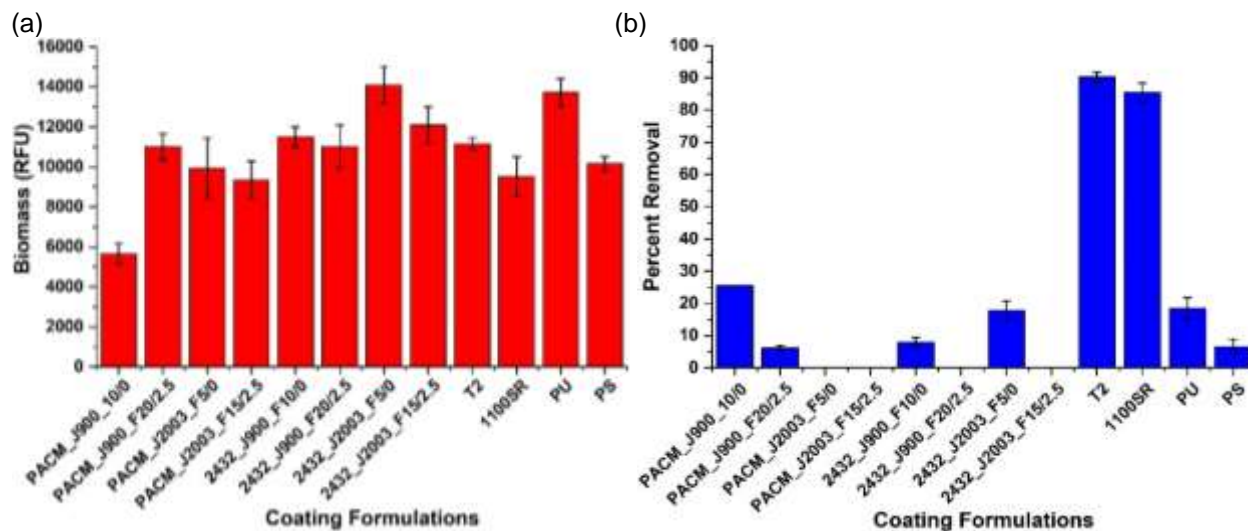 (a)
Biomass (RFU)
16000
14000
12000
10000
8000
6000
4000
2000
0
PACM_J900_10/0
PACM_J900_F20/2.5
PACM_J2003_F5/0
PACM_J2003_F15/2.5
2432_J900_F10/0
2432_J900_F20/2.5
2432_J2003_F5/0
2432_J2003_F15/2.5
T2
1100SR
PU
PS
Coating Formulations
(b)
Percent Removal
100
90
80
70
60
50
40
30
20
10
0
PACM_J900_10/0
PACM_J900_F20/2.5
PACM_J2003_F5/0
PACM_J2003_F15/2.5
2432_J900_F10/0
2432_J900_F20/2.5
2432_J2003_F5/0
2432_J2003_F15/2.5
T2
1100SR
PU
PS
Coating Formulations